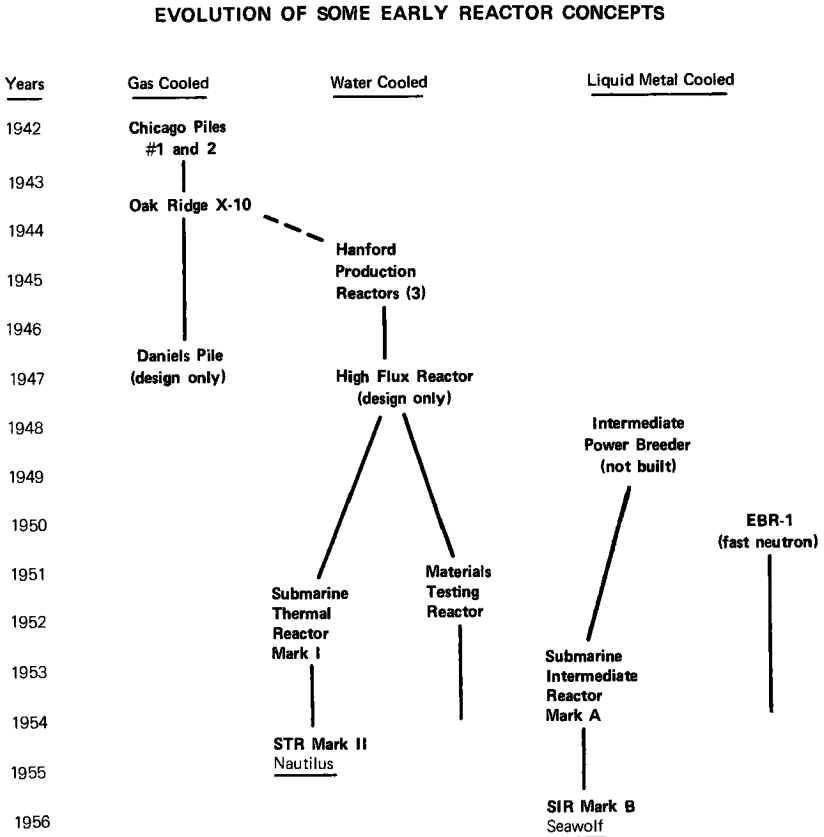 EVOLUTION OF SOME EARLY REACTOR CONCEPTS
Years
Gas Cooled
Water Cooled
Liquid Metal Cooled
1942
Chicago Piles
#1 and 2
1943
Oak Ridge X-10
1944
Hanford
Production
Reactors (3)
1945
1946
Daniels Pile
(design only)
1947
High Flux Reactor
(design only)
1948
Intermediate
Power Breeder
(not built)
1949
1950
EBR-1
(fast neutron)
1951
Materials
Testing
Reactor
Submarine
Thermal
Reactor
Mark I
1952
1953
Submarine
Intermediate
Reactor
Mark A
1954
STR Mark II
Nautilus
1955
SIR Mark B
Seawolf
1956